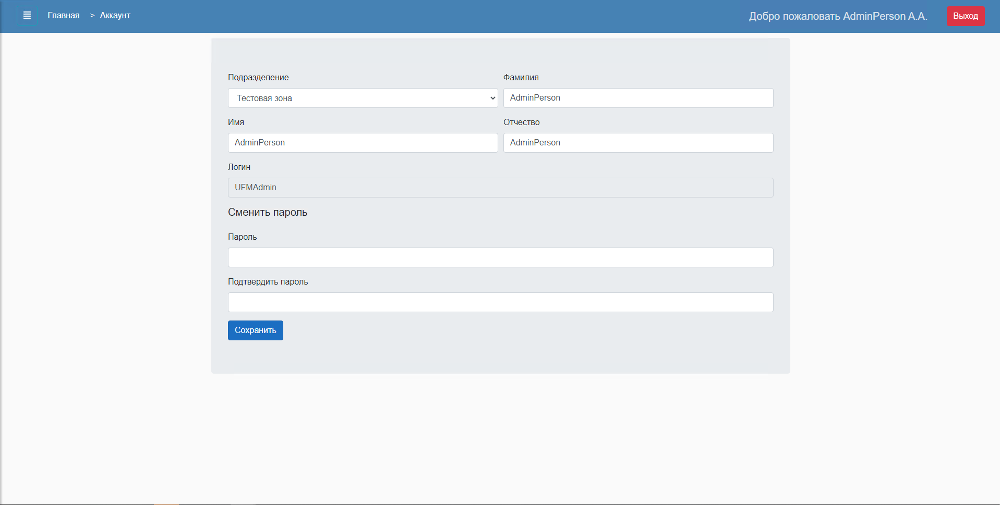 Главная > Аккаунт
Добро пожаловать AdminPerson A.A.
Выход
Подразделение
Фамилия
Тестовая зона
AdminPerson
Имя
Отчество
AdminPerson
AdminPerson
Логин
UFMAdmin
Сменить пароль
Пароль
Подтвердить пароль
Сохранить